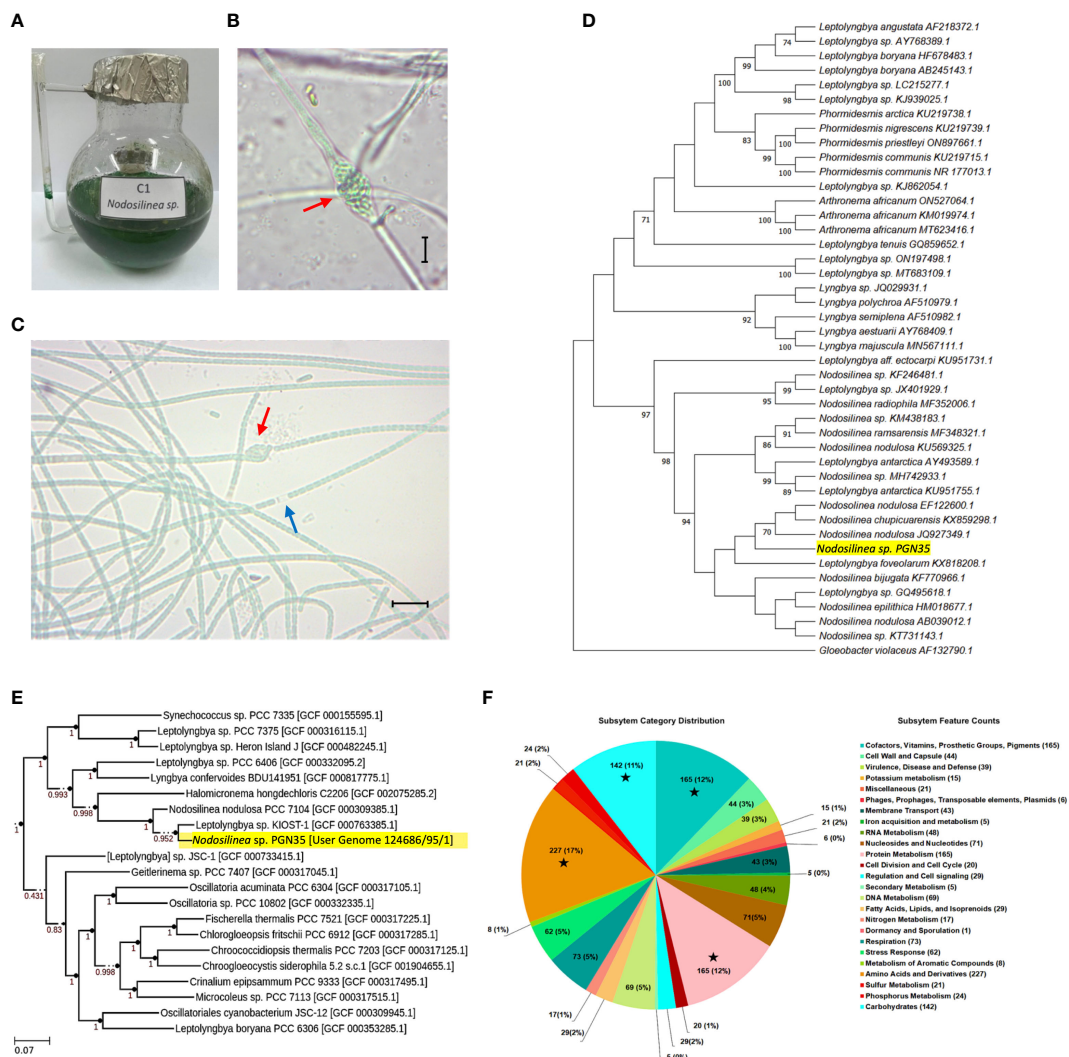 A
C1
Nodosilinea sp.
B
C
D
Leptolyngbya angustata AF218372.1
Leptolyngbya sp. AY768389.1
Leptolyngbya boryana HF678483.1
Leptolyngbya boryana AB245143.1
Leptolyngbya sp. LC215277.1
Leptolyngbya sp. KJ939025.1
Phormidesmis arctica KU219738.1
Phormidesmis nigrescens KU219739.1
Phormidesmis priestleyi ON897661.1
Phormidesmis communis KU219715.1
Phormidesmis communis NR 177013.1
Leptolyngbya sp. KJ862054.1
Arthronema africanum ON527064.1
Arthronema africanum KM019974.1
Arthronema africanum MT623416.1
Leptolyngbya tenuis GQ859652.1
Leptolyngbya sp. ON197498.1
Leptolyngbya sp. MT683109.1
Lyngbya sp. JQ029931.1
Lyngbya polychroa AF510979.1
Lyngbya semiplena AF510982.1
Lyngbya aestuarii AY768409.1
Lyngbya majuscula MN567111.1
Leptolyngbya aff. ectocarpi KU951731.1
Nodosilinea sp. KF246481.1
Leptolyngbya sp. JX401929.1
Nodosilinea radiophila MF352006.1
Nodosilinea sp. KM438183.1
Nodosilinea ramsarensis MF348321.1
Nodosilinea nodulosa KU569325.1
Leptolyngbya antarctica AY493589.1
Nodosilinea sp. MH742933.1
Leptolyngbya antarctica KU951755.1
Nodosolinea nodulosa EF122600.1
Nodosilinea chupicuarensis KX859298.1
Nodosilinea nodulosa JQ927349.1
Nodosilinea sp. PGN35
Leptolyngbya foveolarum KX818208.1
Nodosilinea bijugata KF770966.1
Leptolyngbya sp. GQ495618.1
Nodosilinea epilithica HM018677.1
Nodosilinea nodulosa AB039012.1
Nodosilinea sp. KT731143.1
Gloeobacter violaceus AF132790.1
74
99
100
98
83
100
99
100
71
100
100
100
92
100
97
99
95
98
91
86
99
89
94
70
E
Synechococcus sp. PCC 7335 [GCF 000155595.1]
Leptolyngbya sp. PCC 7375 [GCF 000316115.1]
Leptolyngbya sp. Heron Island J [GCF 000482245.1]
Leptolyngbya sp. PCC 6406 [GCF 000332095.2]
Lyngbya confervoides BDU141951 [GCF 000817775.1]
Halomicronema hongdechloris C2206 [GCF 002075285.2]
Nodosilinea nodulosa PCC 7104 [GCF 000309385.1]
Leptolyngbya sp. KIOST-1 [GCF 000763385.1]
Nodosilinea sp. PGN35 [User Genome 124686/95/1]
[Leptolyngbya] sp. JSC-1 [GCF 000733415.1]
Geitlerinema sp. PCC 7407 [GCF 000317045.1]
Oscillatoria acuminata PCC 6304 [GCF 000317105.1]
Oscillatoria sp. PCC 10802 [GCF 000332335.1]
Fischerella thermalis PCC 7521 [GCF 000317225.1]
Chlorogloeopsis fritschii PCC 6912 [GCF 000317285.1]
Chroococcidiopsis thermalis PCC 7203 [GCF 000317125.1]
Chroogloeocystis siderophila 5.2 s.c.1 [GCF 001904655.1]
Crinalium epipsammum PCC 9333 [GCF 000317495.1]
Microcoleus sp. PCC 7113 [GCF 000317515.1]
Oscillatoriales cyanobacterium JSC-12 [GCF 000309945.1]
Leptolyngbya boryana PCC 6306 [GCF 000353285.1]
1
1
1
1
0.993
0.998
1
0.952
1
0.431
0.83
1
1
1
1
1
0.998
1
1
0.07
F
Subsytem Category Distribution
24 (2%)
21 (2%)
142 (11%)
165 (12%)
44 (3%)
39 (3%)
15 (1%)
21 (2%)
6 (0%)
43 (3%)
5 (0%)
48 (4%)
71(5%)
165 (12%)
20 (1%)
29(2%)
5 (0%)
69 (5%)
29(2%)
17(1%)
73 (5%)
62 (5%)
8 (1%)
227 (17%)
Subsystem Feature Counts
Cofactors, Vitamins, Prosthetic Groups, Pigments (165)
Cell Wall and Capsule (44)
Virulence, Disease and Defense (39)
Potassium metabolism (15)
Miscellaneous (21)
Phages, Prophages, Transposable elements, Plasmids (6)
Membrane Transport (43)
Iron acquisition and metabolism (5)
RNA Metabolism (48)
Nucleosides and Nucleotides (71)
Protein Metabolism (165)
Cell Division and Cell Cycle (20)
Regulation and Cell signaling (29)
Secondary Metabolism (5)
DNA Metabolism (69)
Fatty Acids, Lipids, and Isoprenoids (29)
Nitrogen Metabolism (17)
Dormancy and Sporulation (1)
Respiration (73)
Stress Response (62)
Metabolism of Aromatic Compounds (8)
Amino Acids and Derivatives (227)
Sulfur Metabolism (21)
Phosphorus Metabolism (24)
Carbohydrates (142)